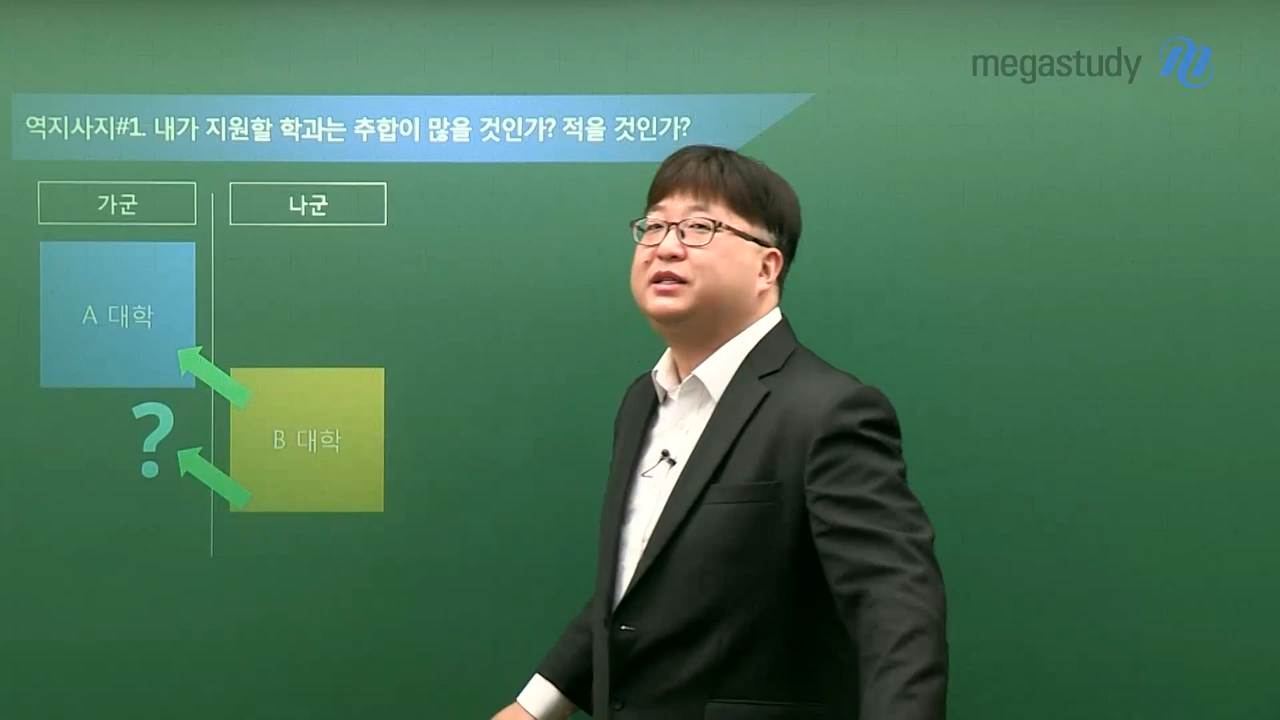 megastudy
역지사지#1. 내가 지원할 학과는 추합이 많을 것인가? 적을 것인가?
가군
나군
A 대학
?
B 대학